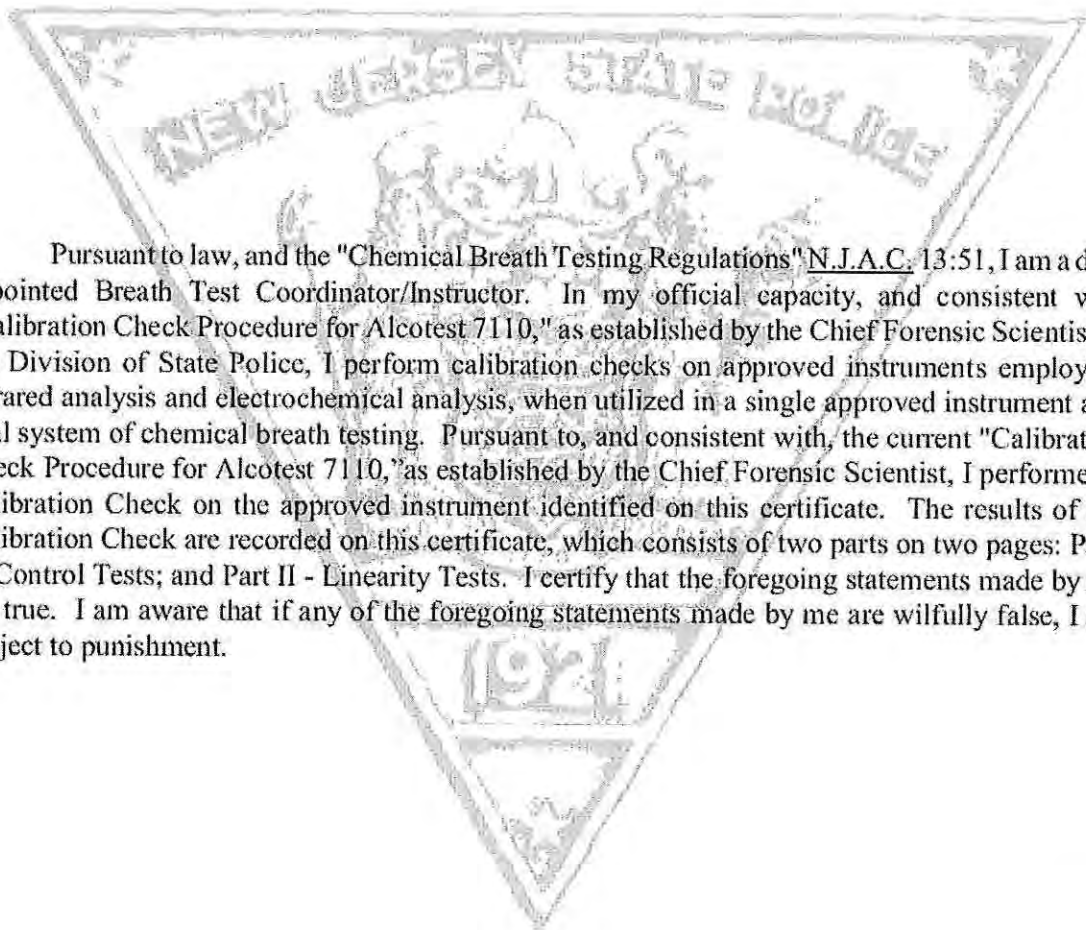 NEW JERSEY STATE POLICE
Pursuant to law, and the "Chemical Breath Testing Regulations" N.J.A.C. 13:51, I am a d
pointed Breath Test Coordinator/Instructor. In my official capacity, and consistent w
alibration Check Procedure for Alcotest 7110," as established by the Chief Forensic Scientis
Division of State Police, I perform calibration checks on approved instruments employ
rared analysis and electrochemical analysis, when utilized in a single approved instrument a
al system of chemical breath testing. Pursuant to, and consistent with, the current "Calibrat
eck Procedure for Alcotest 7110," as established by the Chief Forensic Scientist, I performe
libration Check on the approved instrument identified on this certificate. The results of
libration Check are recorded on this certificate, which consists of two parts on two pages: P
Control Tests; and Part II - Linearity Tests. I certify that the foregoing statements made by
true. I am aware that if any of the foregoing statements made by me are wilfully false, I
ject to punishment.
1921